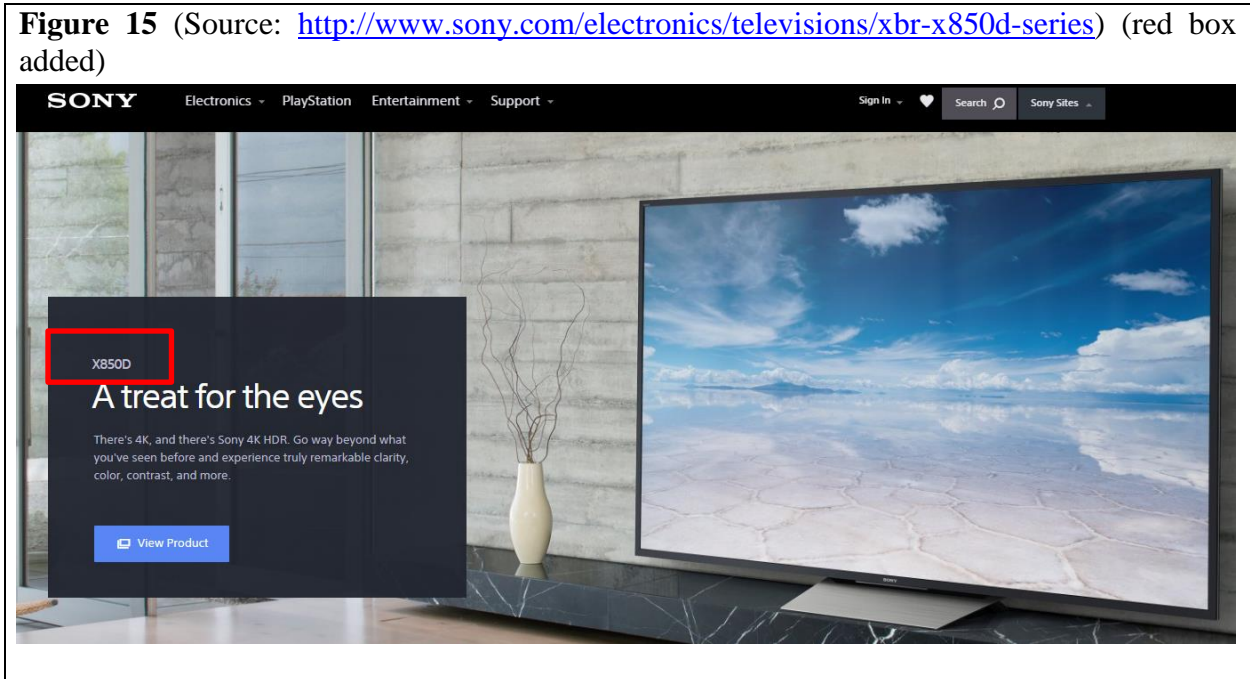 Figure 15 (Source: http://www.sony.com/electronics/televisions/xbr-x850d-series) (red box
added)
SONY Electronics PlayStation Entertainment Support Sign In Search Sony Sites
X850D
A treat for the eyes
There's 4K, and there's Sony 4K HDR. Go way beyond what
you've seen before and experience truly remarkable clarity,
color, contrast, and more.
View Product
SONY